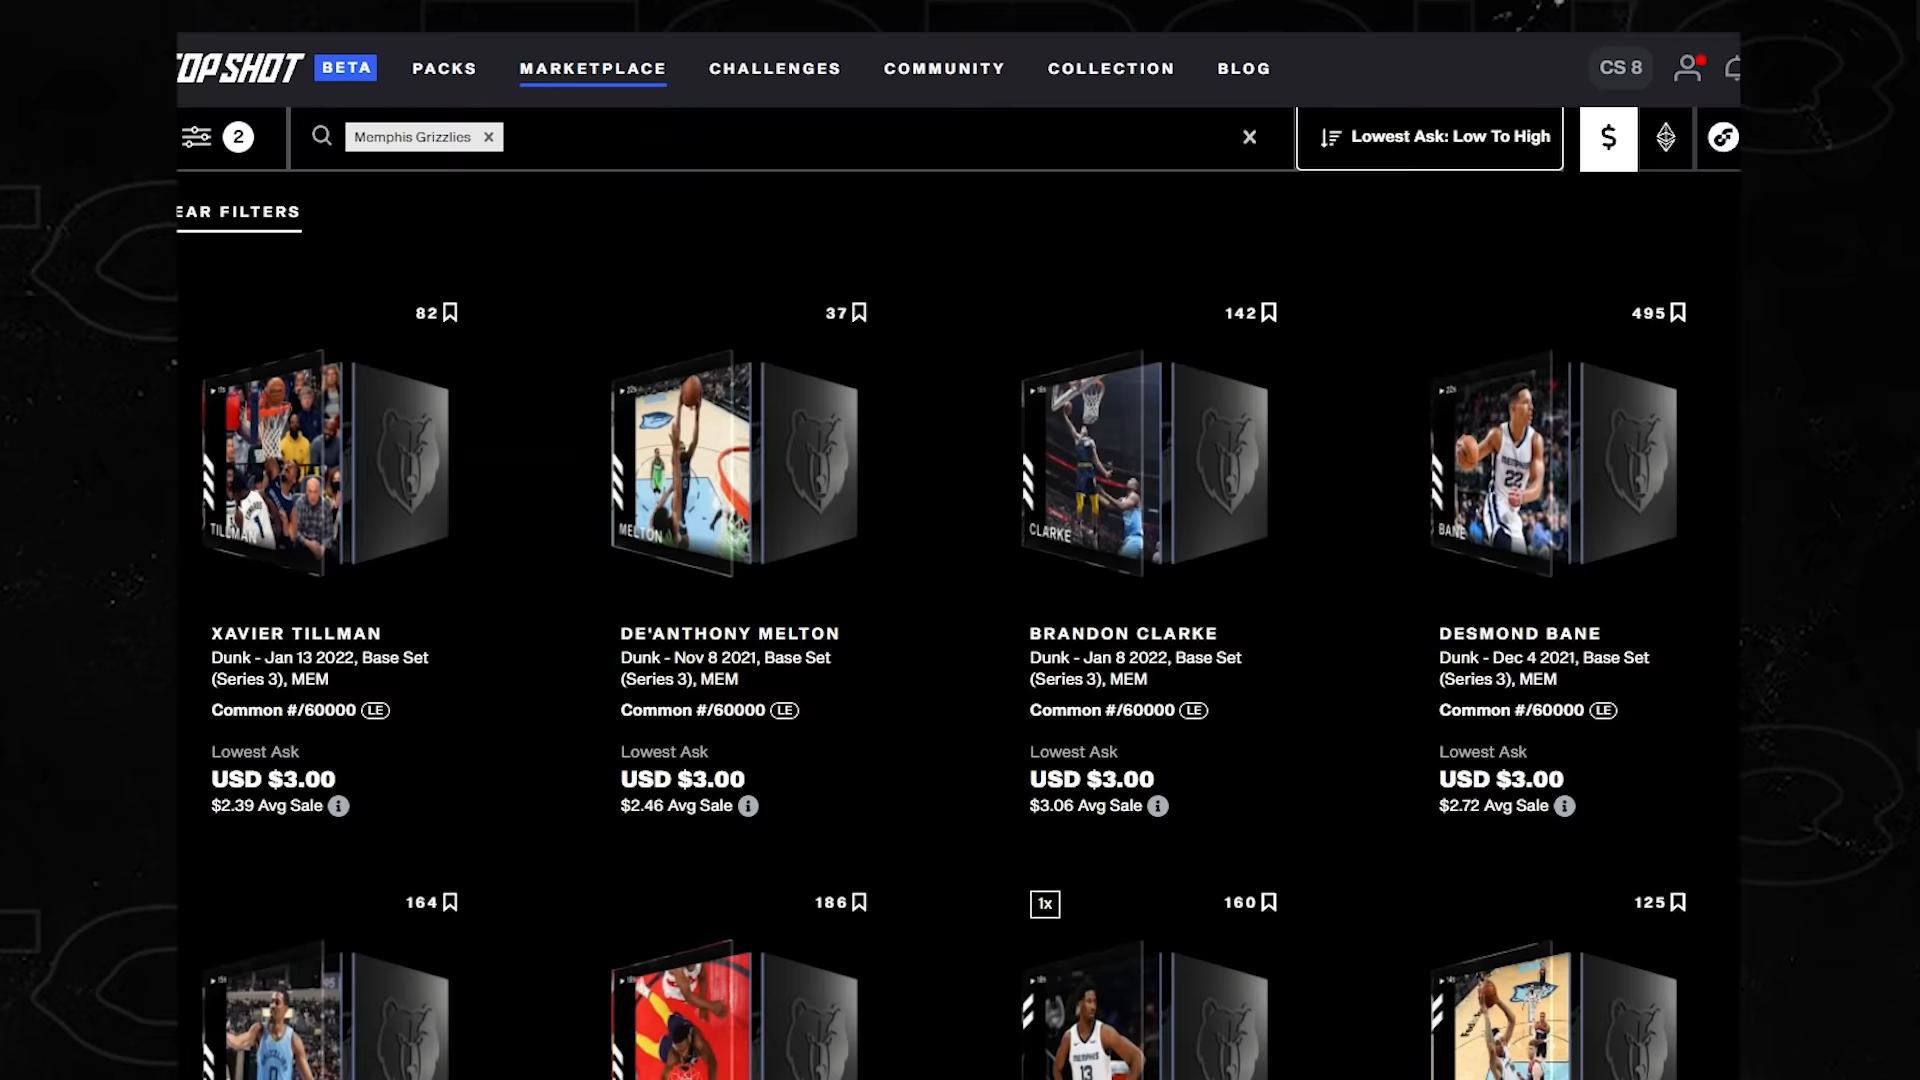 TOP SHOT BETA PACKS MARKETPLACE CHALLENGES COMMUNITY COLLECTION BLOG CS 8
2 Memphis Grizzlies Lowest Ask: Low To High $
EAR FILTERS
82 37 142 495
TILLMAN MELTON CLARKE BANE
XAVIER TILLMAN
Dunk - Jan 13 2022, Base Set
(Series 3), MEM
Common #/60000 LE
Lowest Ask
USD $3.00
$2.39 Avg Sale
DE'ANTHONY MELTON
Dunk - Nov 8 2021, Base Set
(Series 3), MEM
Common #/60000 LE
Lowest Ask
USD $3.00
$2.46 Avg Sale
BRANDON CLARKE
Dunk - Jan 8 2022, Base Set
(Series 3), MEM
Common #/60000 LE
Lowest Ask
USD $3.00
$3.06 Avg Sale
DESMOND BANE
Dunk - Dec 4 2021, Base Set
(Series 3), MEM
Common #/60000 LE
Lowest Ask
USD $3.00
$2.72 Avg Sale
164 186 1x 160 125